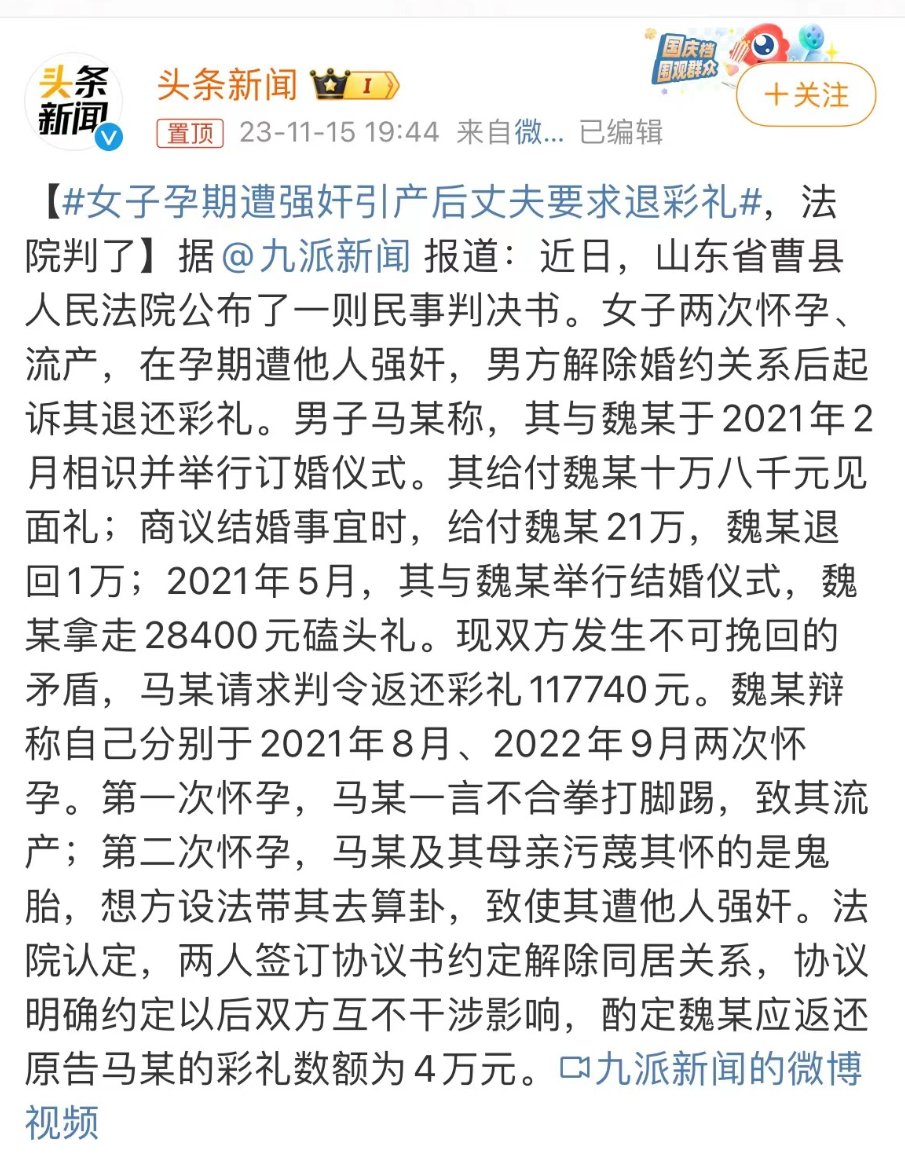 国庆档
围观群众
头条
新闻
头条新闻 I
+关注
置顶 23-11-15 19:44 来自微... 已编辑
【#女子孕期遭强奸引产后丈夫要求退彩礼#，法
院判了】据@九派新闻 报道：近日，山东省曹县
人民法院公布了一则民事判决书。女子两次怀孕、
流产，在孕期遭他人强奸，男方解除婚约关系后起
诉其退还彩礼。男子马某称，其与魏某于2021年2
月相识并举行订婚仪式。其给付魏某十万八千元见
面礼；商议结婚事宜时，给付魏某21万，魏某退
回1万；2021年5月，其与魏某举行结婚仪式，魏
某拿走28400元磕头礼。现双方发生不可挽回的
矛盾，马某请求判令返还彩礼117740元。魏某辩
称自己分别于2021年8月、2022年9月两次怀
孕。第一次怀孕，马某一言不合拳打脚踢，致其流
产；第二次怀孕，马某及其母亲污蔑其怀的是鬼
胎，想方设法带其去算卦，致使其遭他人强奸。法
院认定，两人签订协议书约定解除同居关系，协议
明确约定以后双方互不干涉影响，酌定魏某应返还
原告马某的彩礼数额为4万元。九派新闻的微博
视频